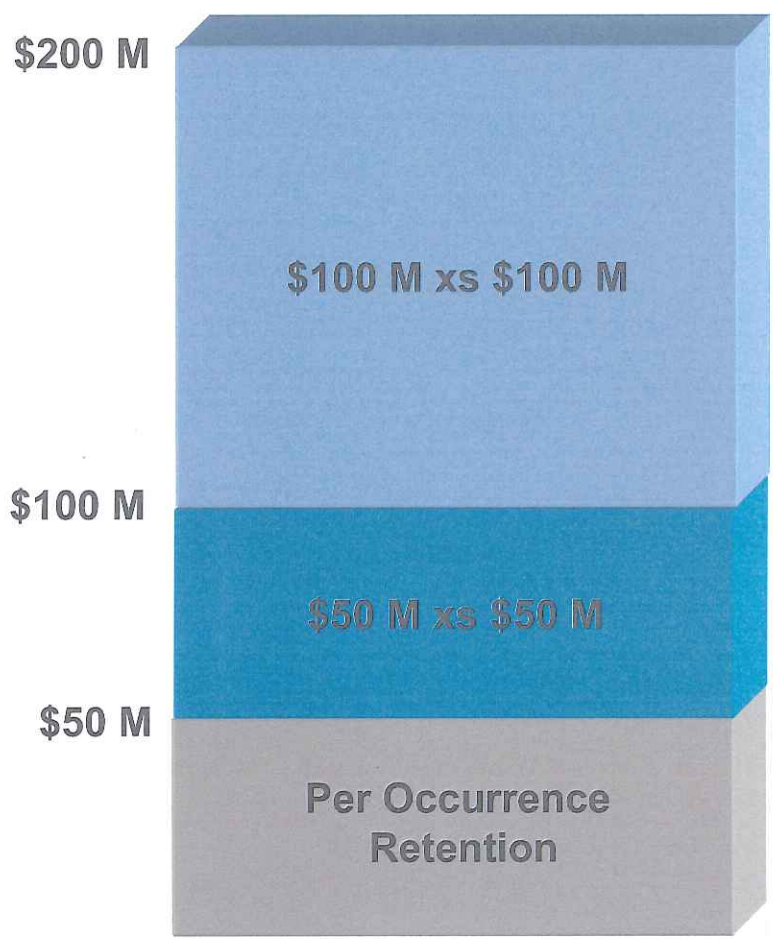 $200 M
$100 M xs $100 M
$100 M
$50 M xs $50 M
$50 M
Per Occurrence
Retention